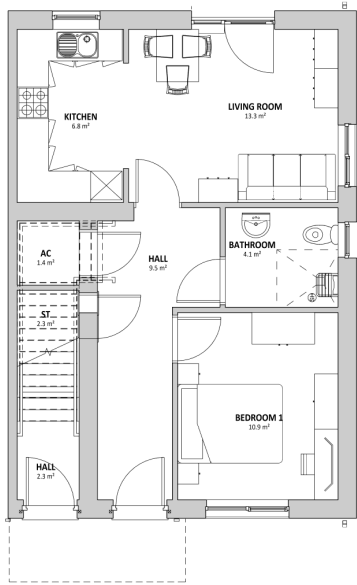 KITCHEN
6.8 m²
LIVING ROOM
13.3 m²
AC
1.4 m²
HALL
9.5 m²
BATHROOM
4.1 m²
ST
2.3 m²
BEDROOM 1
10.9 m²
HALL
2.3 m²